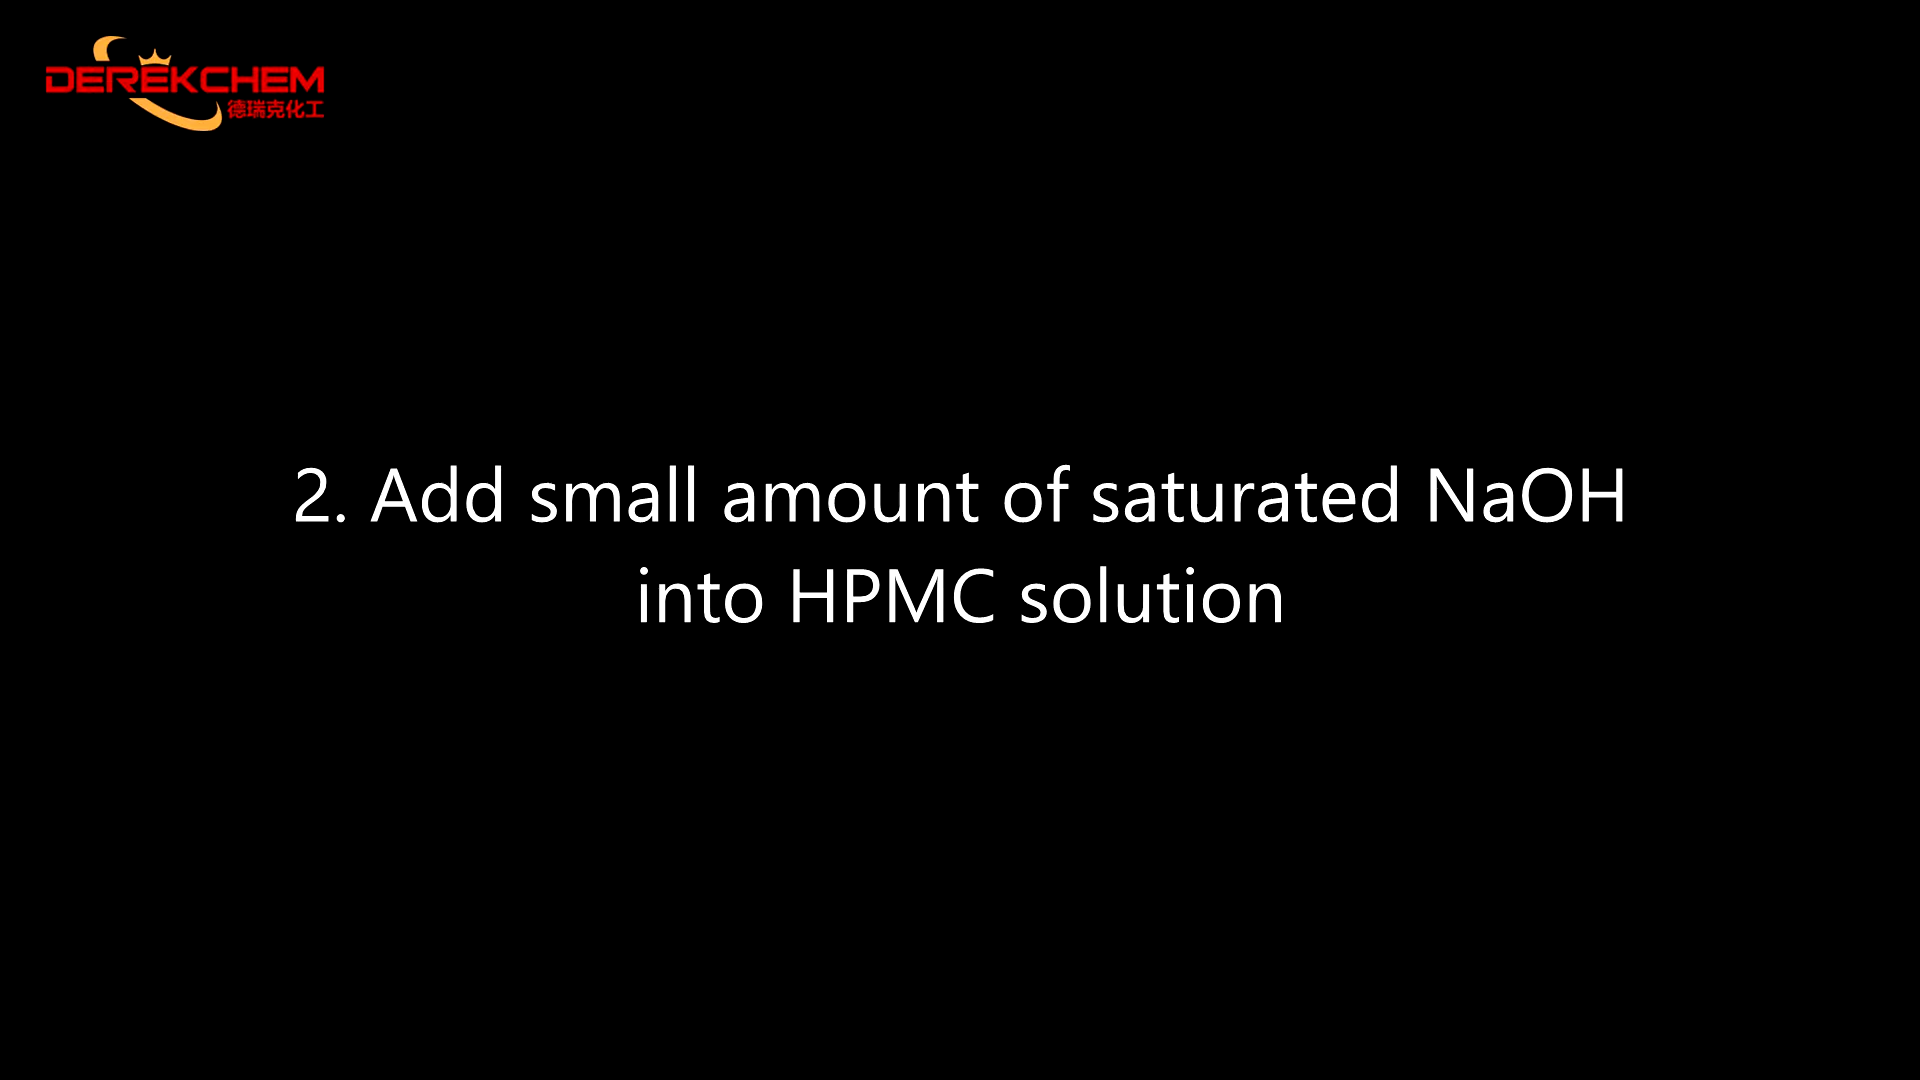 DEREKCHEM
德瑞克化工
2. Add small amount of saturated NaOH
into HPMC solution